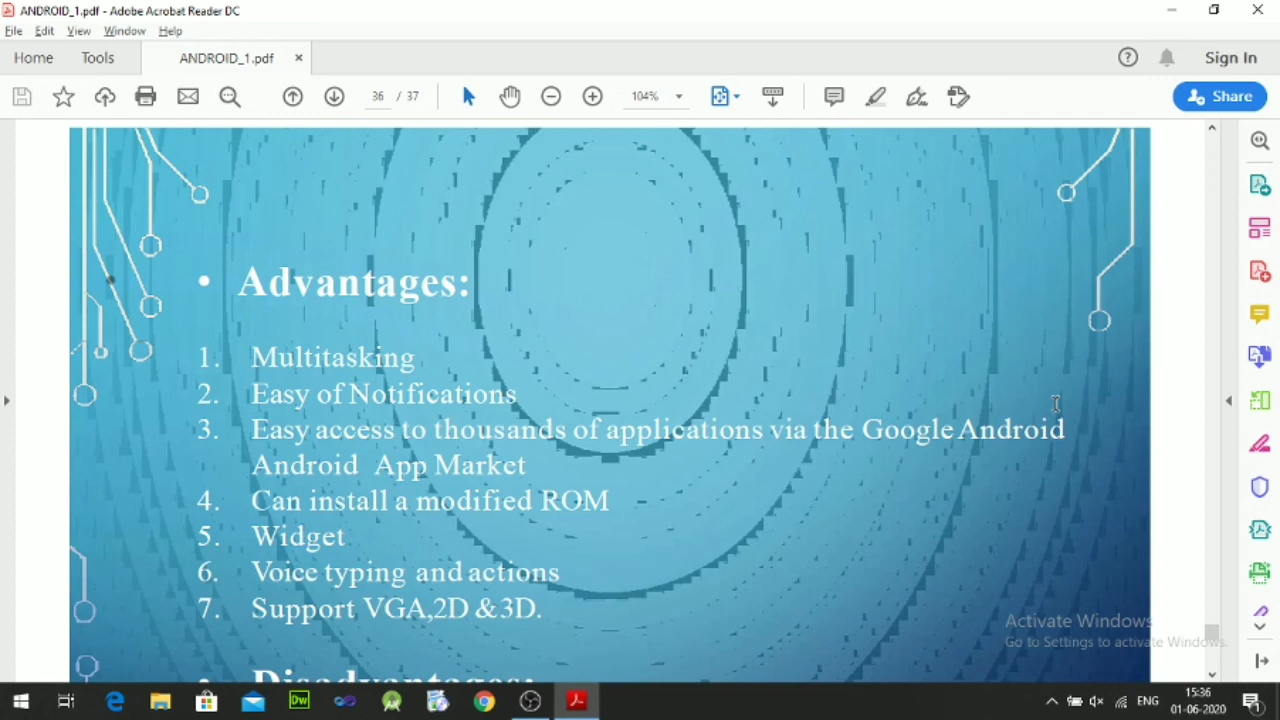 ANDROID_1.pdf - Adobe Acrobat Reader DC
File Edit View Window Help
Home Tools ANDROID_1.pdf × Sign In
36 / 37 104% Share
• Advantages:
1. Multitasking
2. Easy of Notifications
3. Easy access to thousands of applications via the Google Android
Android App Market
4. Can install a modified ROM
5. Widget
6. Voice typing and actions
7. Support VGA,2D &3D.
• Disadvantages:
Activate Windows
Go to Settings to activate Windows.
Dw
ENG 15:36
01-06-2020
1